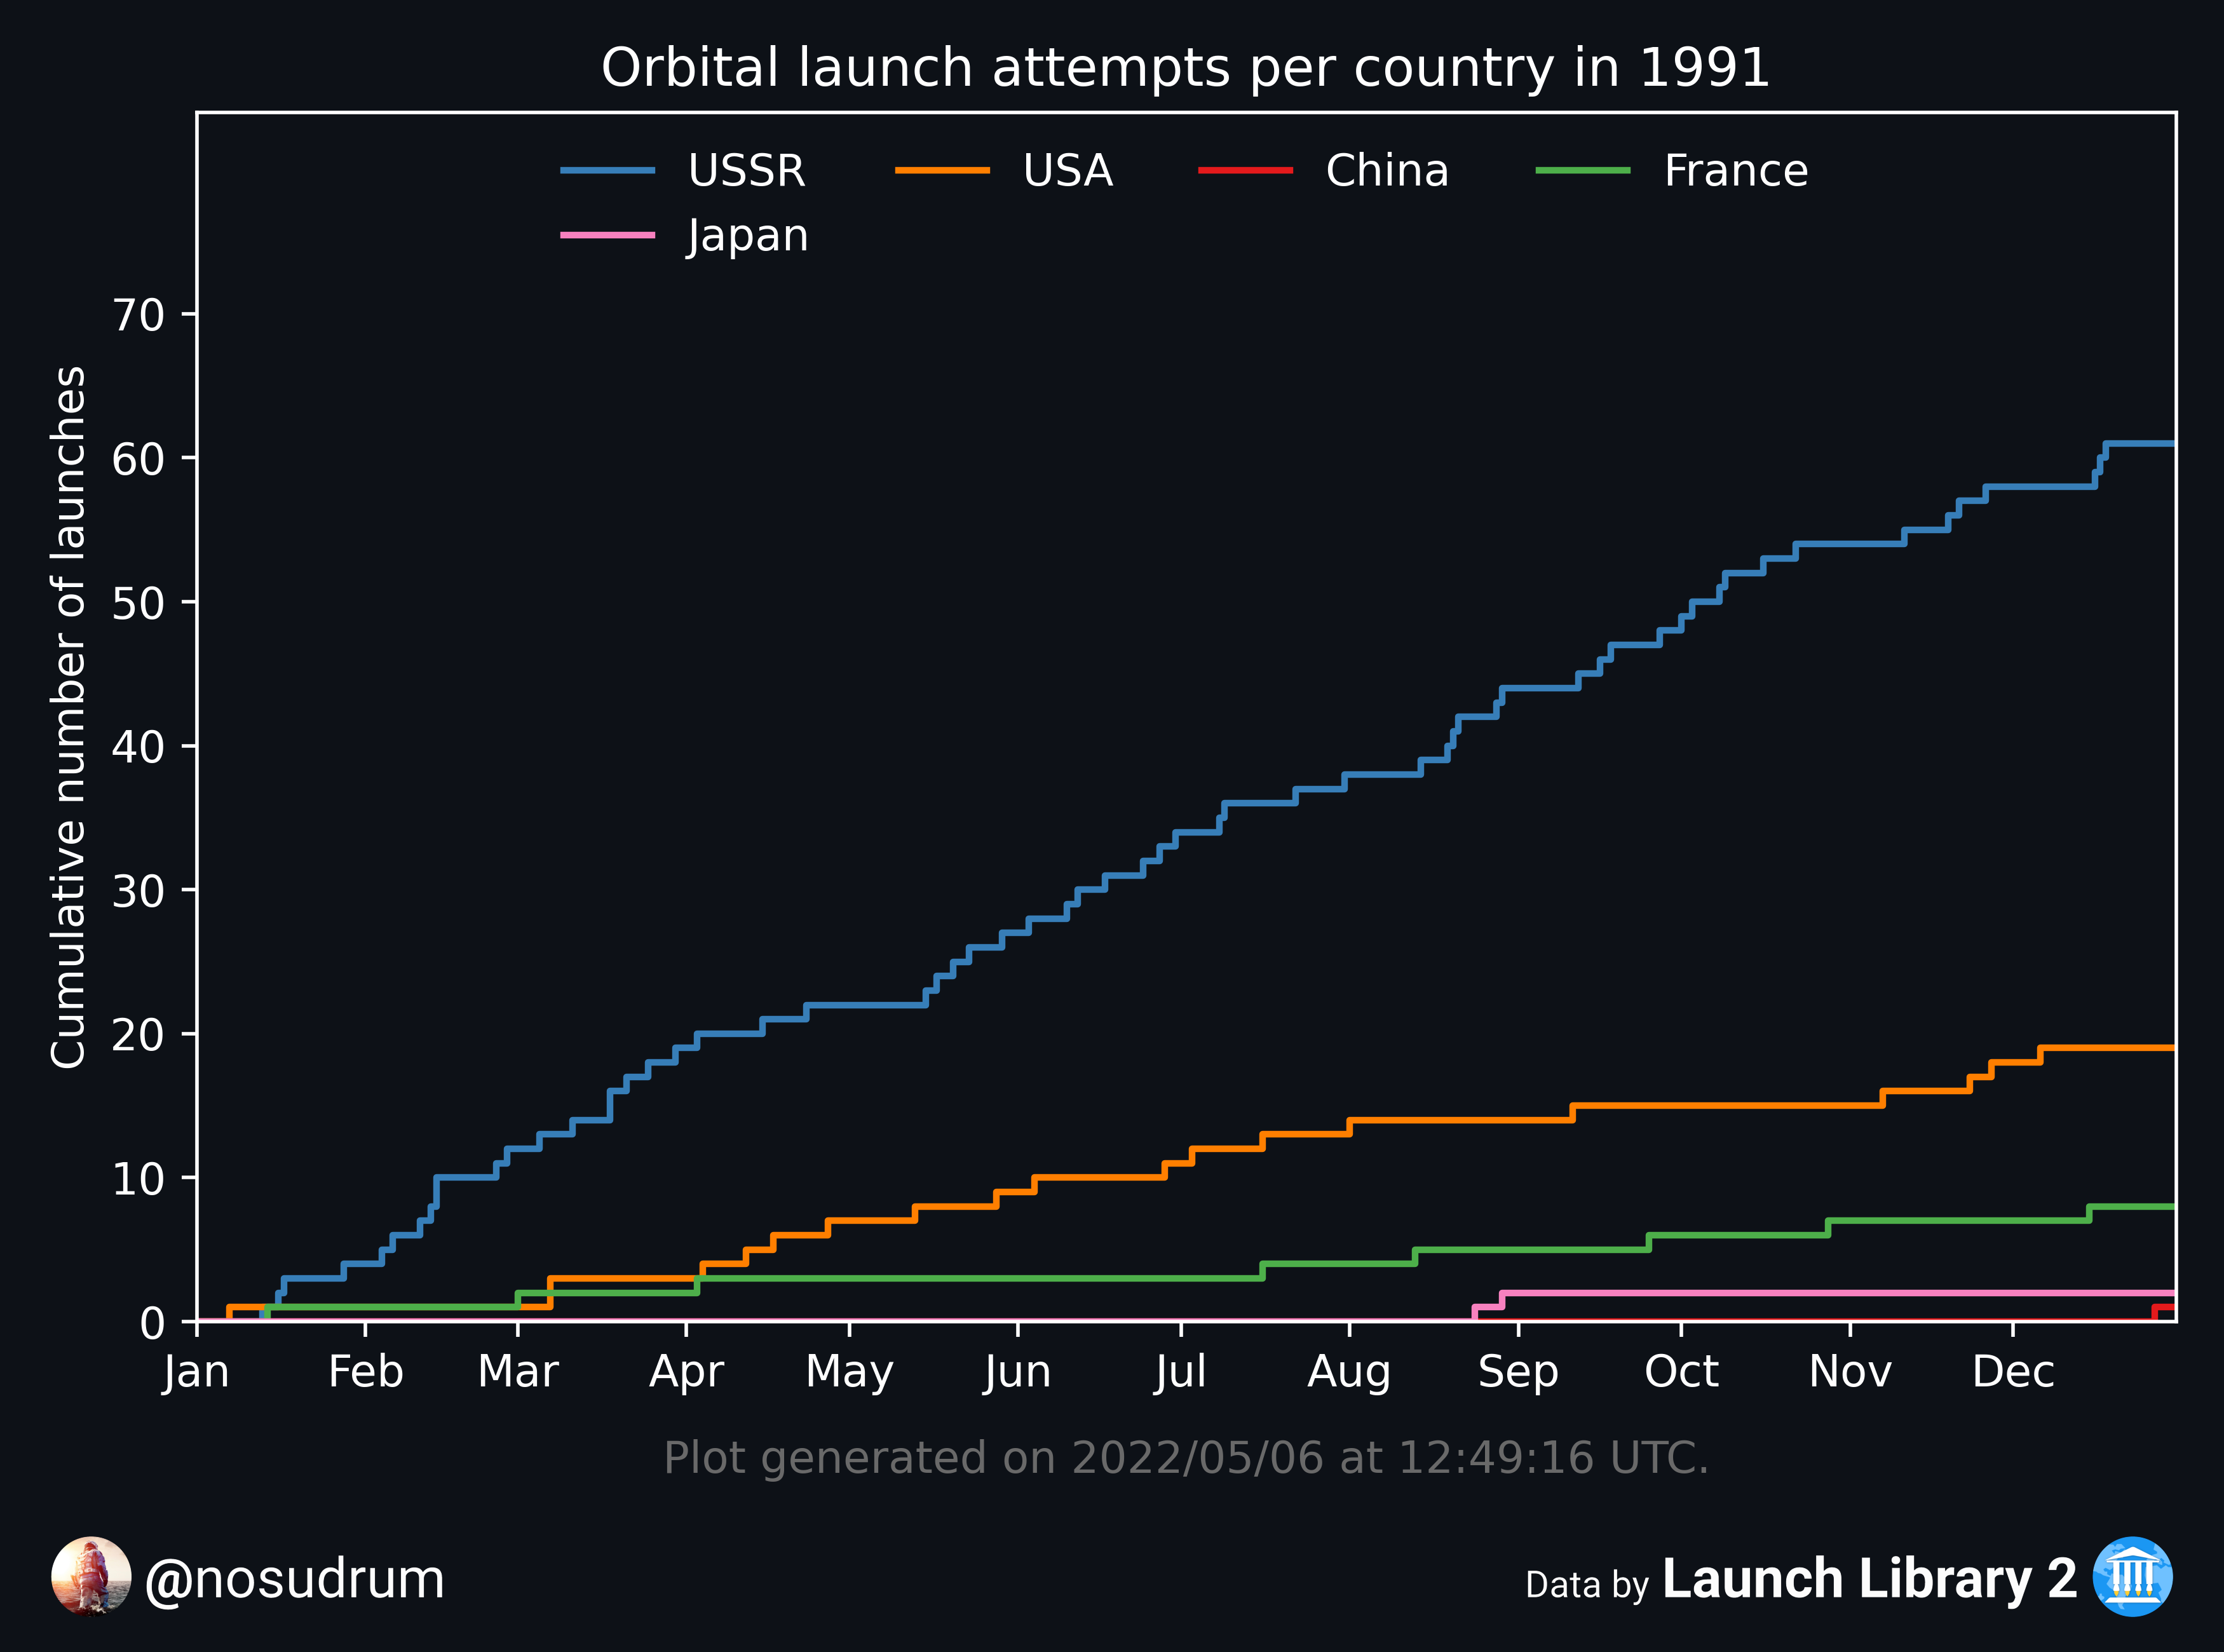 Orbital launch attempts per country in 1991
USSR USA China France
Japan
Cumulative number of launches
70
60
50
40
30
20
10
0
Jan Feb Mar Apr May Jun Jul Aug Sep Oct Nov Dec
Plot generated on 2022/05/06 at 12:49:16 UTC.
@nosudrum
Data by Launch Library 2